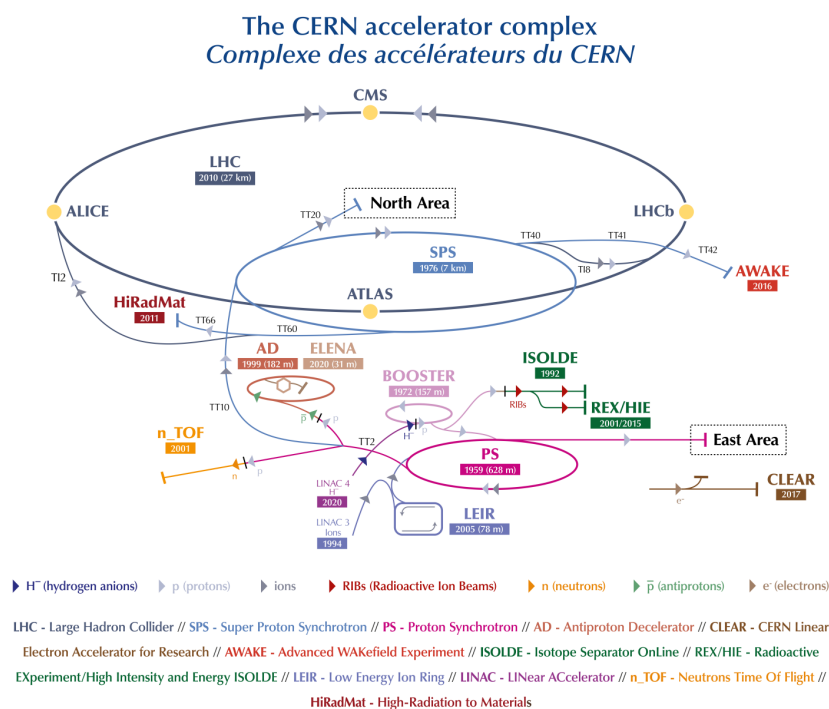 The CERN accelerator complex
Complexe des accélérateurs du CERN
CMS
LHC
2010 (27 km)
ALICE
TT20
North Area
LHCb
TT40
TT41
SPS
1976 (7 km)
TI8
TT42
AWAKE
2016
TI2
HiRadMat
2011
ATLAS
TT66
TT60
AD
1999 (182 m)
ELENA
2020 (31 m)
ISOLDE
1992
BOOSTER
1972 (157 m)
RIBs
REX/HIE
2001/2015
TT10
p
p
p
H⁻
n_TOF
2001
TT2
East Area
PS
1959 (628 m)
n
p
LINAC 4
H⁻
2020
CLEAR
2017
e⁻
LINAC 3
Ions
1994
LEIR
2005 (78 m)
H⁻ (hydrogen anions)
p (protons)
ions
RIBs (Radioactive Ion Beams)
n (neutrons)
p̅ (antiprotons)
e⁻ (electrons)
LHC - Large Hadron Collider // SPS - Super Proton Synchrotron // PS - Proton Synchrotron // AD - Antiproton Decelerator // CLEAR - CERN Linear
Electron Accelerator for Research // AWAKE - Advanced WAKefield Experiment // ISOLDE - Isotope Separator OnLine // REX/HIE - Radioactive
EXperiment/High Intensity and Energy ISOLDE // LEIR - Low Energy Ion Ring // LINAC - LINear ACcelerator // n_TOF - Neutrons Time Of Flight //
HiRadMat - High-Radiation to Materials